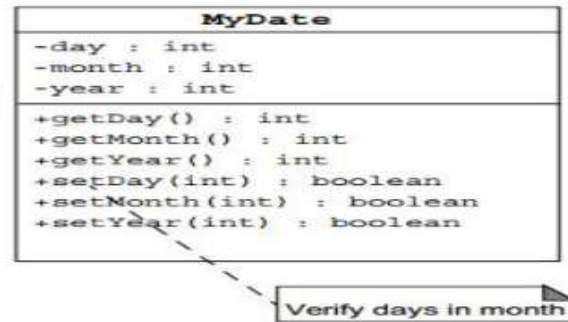 MyDate
-day : int
-month : int
-year : int
+getDay() : int
+getMonth() : int
+getYear() : int
+setDay(int) : boolean
+setMonth(int) : boolean
+setYear(int) : boolean
Verify days in month